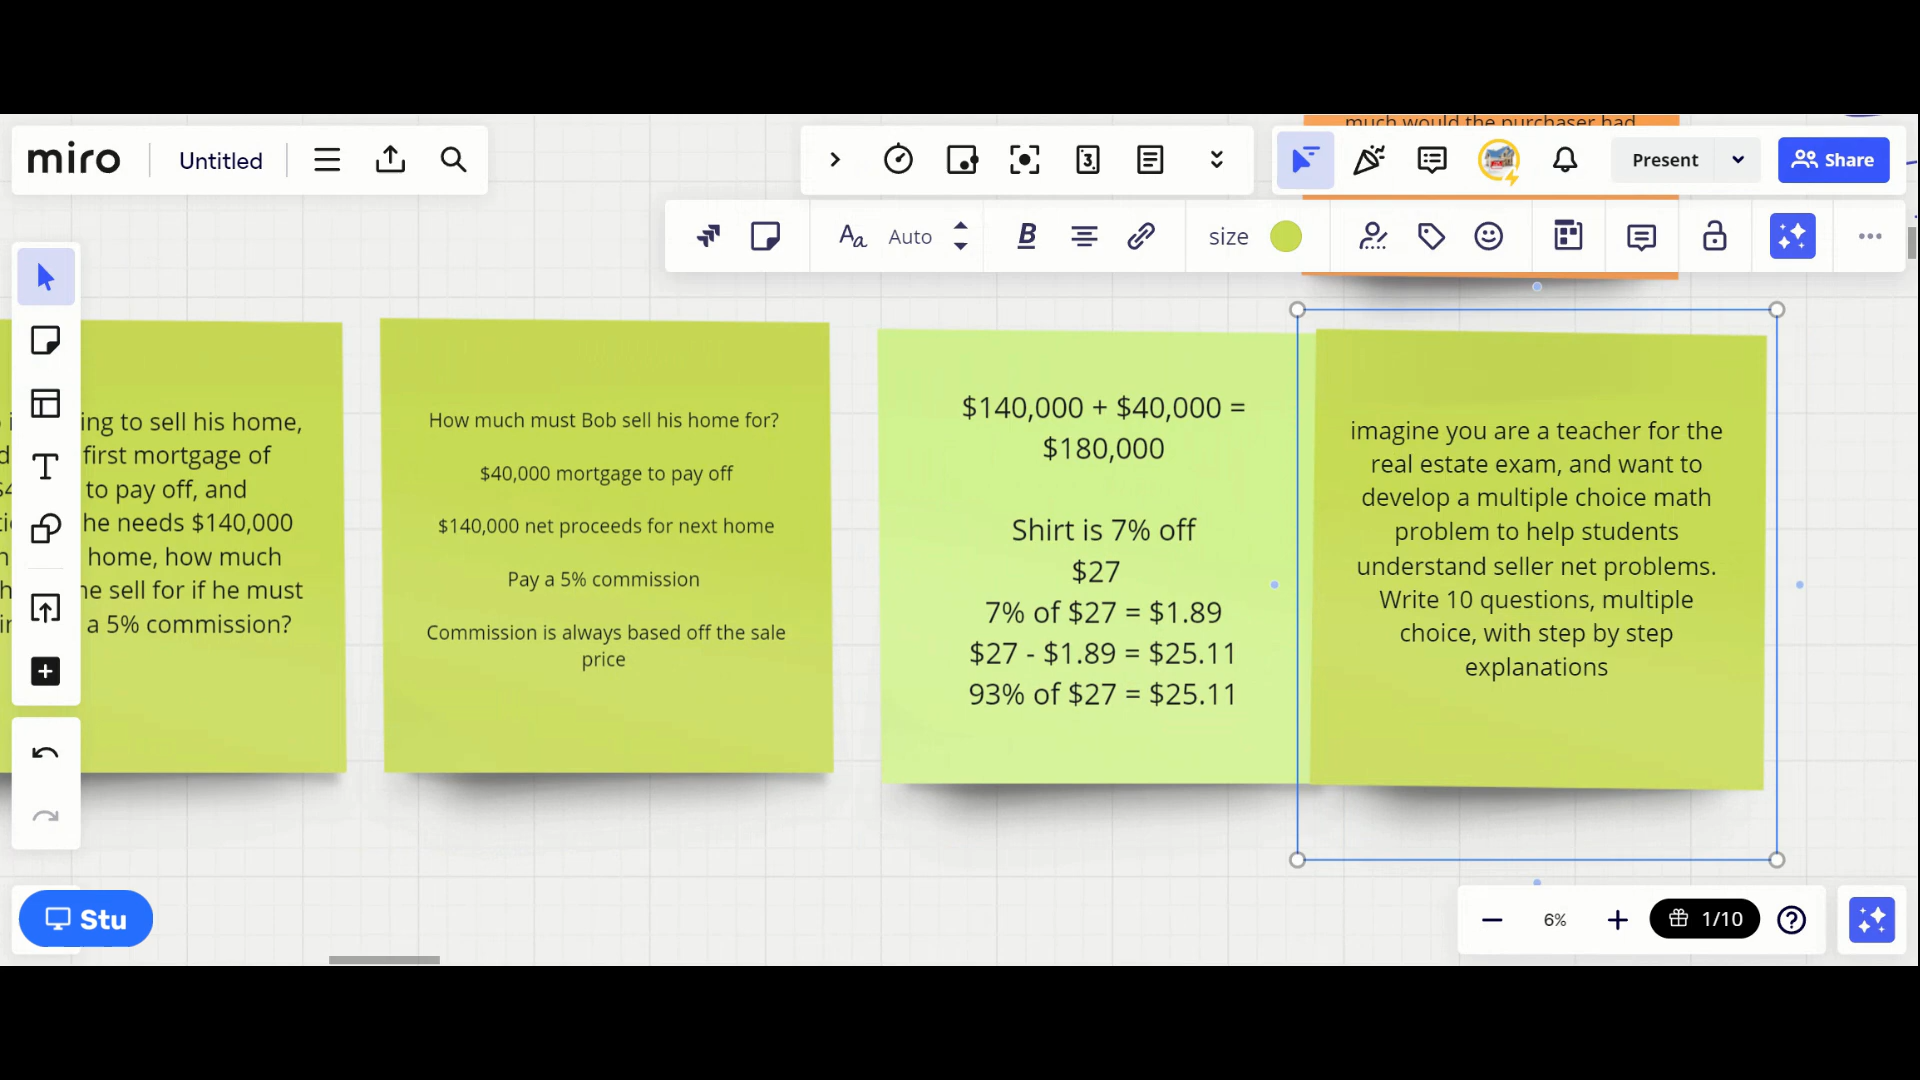 much would the purchaser had
miro
Untitled
3
Present
Share
Auto
B
size
ing to sell his home,
first mortgage of
to pay off, and
he needs $140,000
home, how much
sell for if he must
a 5% commission?
How much must Bob sell his home for?
$40,000 mortgage to pay off
$140,000 net proceeds for next home
Pay a 5% commission
Commission is always based off the sale
price
$140,000 + $40,000 =
$180,000
Shirt is 7% off
$27
7% of $27 = $1.89
$27 - $1.89 = $25.11
93% of $27 = $25.11
imagine you are a teacher for the
real estate exam, and want to
develop a multiple choice math
problem to help students
understand seller net problems.
Write 10 questions, multiple
choice, with step by step
explanations
Stu
6%
1/10